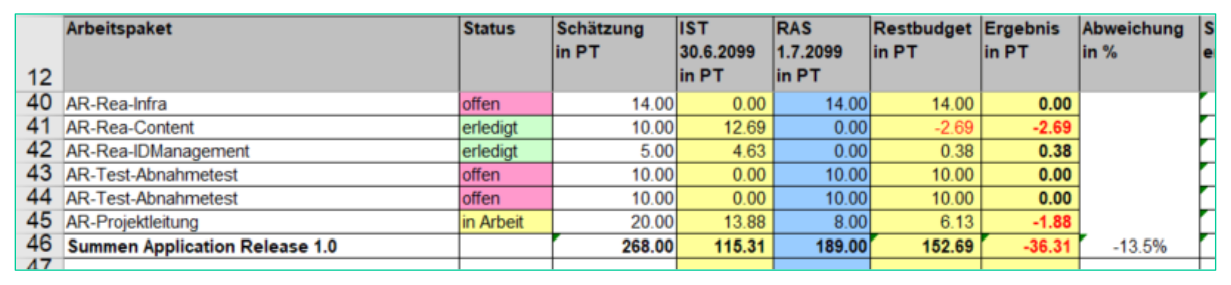 12 Arbeitspaket Status Schätzung in PT IST 30.6.2099 in PT RAS 1.7.2099 in PT Restbudget in PT Ergebnis in PT Abweichung in %
40 AR-Rea-Infra offen 14.00 0.00 14.00 14.00 0.00
41 AR-Rea-Content erledigt 10.00 12.69 0.00 -2.69 -2.69
42 AR-Rea-IDManagement erledigt 5.00 4.63 0.00 0.38 0.38
43 AR-Test-Abnahmetest offen 10.00 0.00 10.00 10.00 0.00
44 AR-Test-Abnahmetest offen 10.00 0.00 10.00 10.00 0.00
45 AR-Projektleitung in Arbeit 20.00 13.88 8.00 6.13 -1.88
46 Summen Application Release 1.0 268.00 115.31 189.00 152.69 -36.31 -13.5%
47